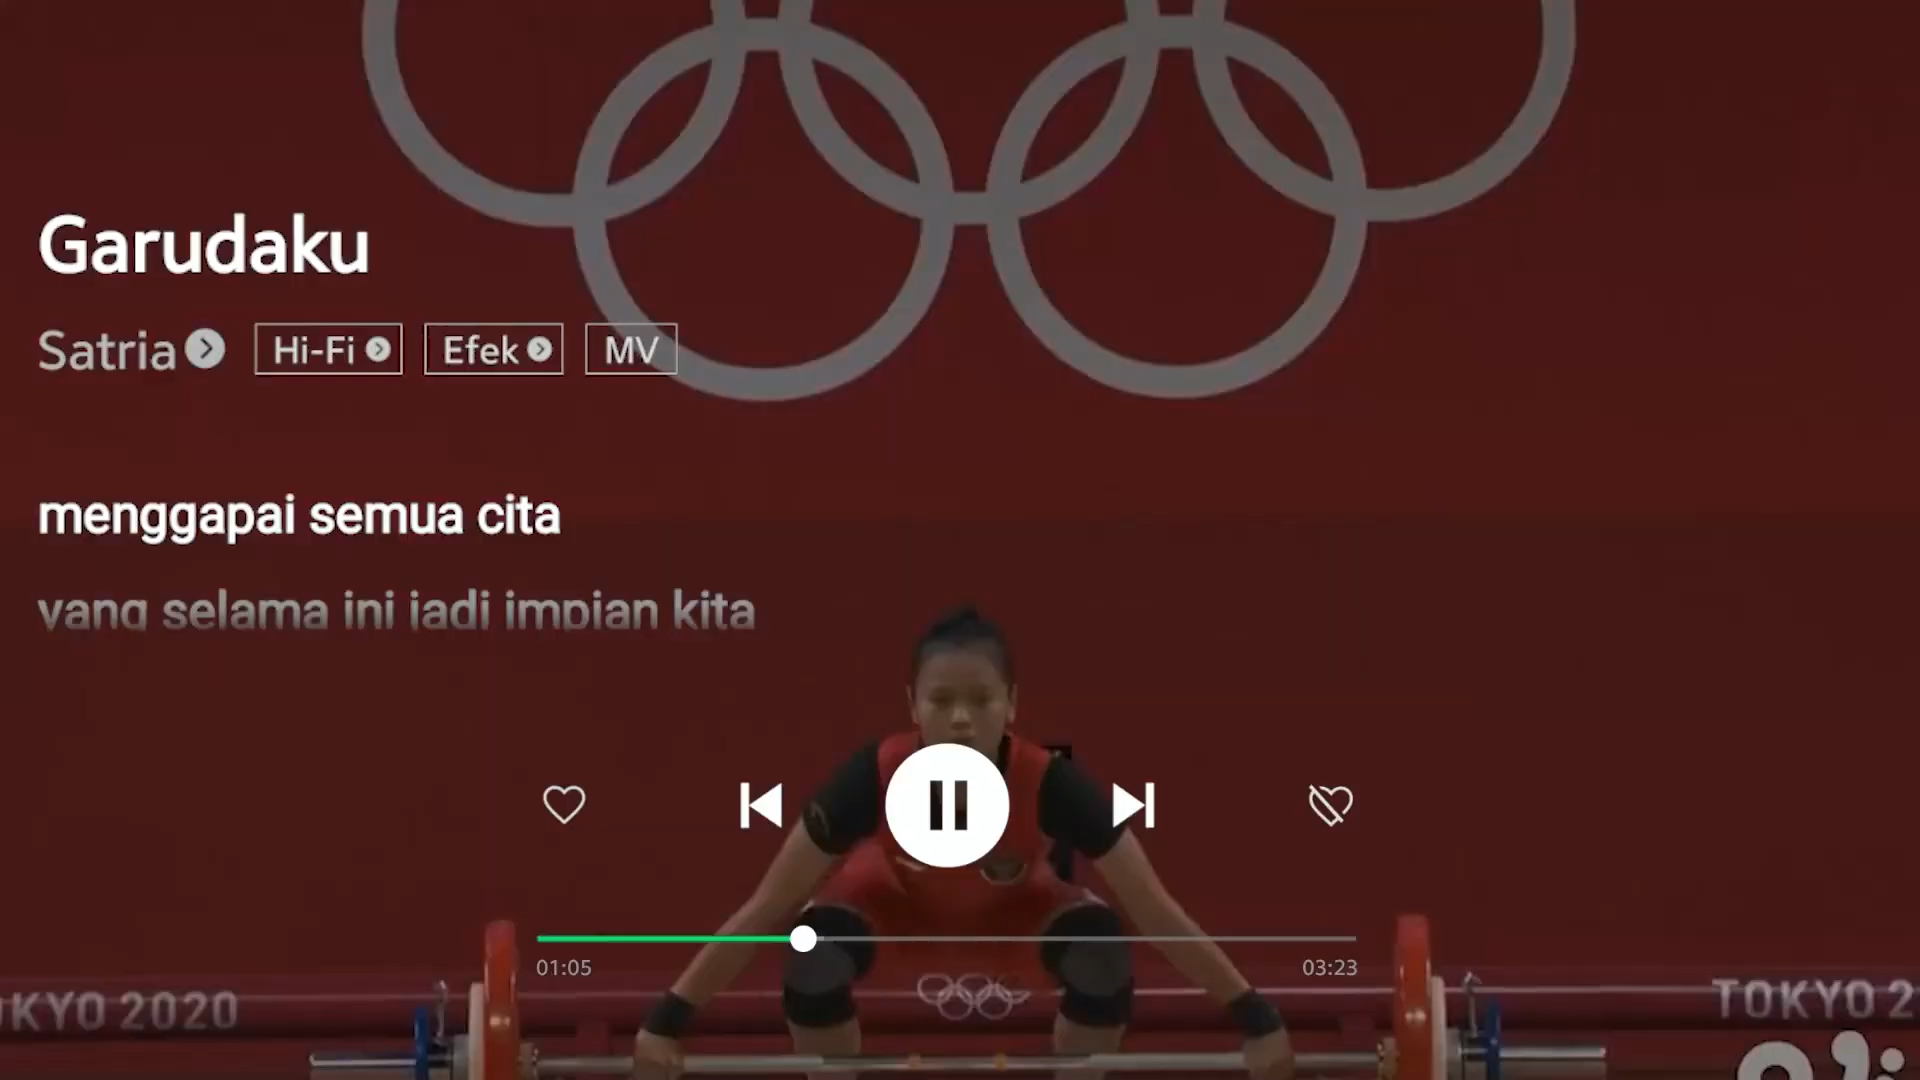 Garudaku
Satria Hi-Fi Efek MV
menggapai semua cita
yang selama ini jadi impian kita
01:05
03:23
OKYO 2020
TOKYO 2